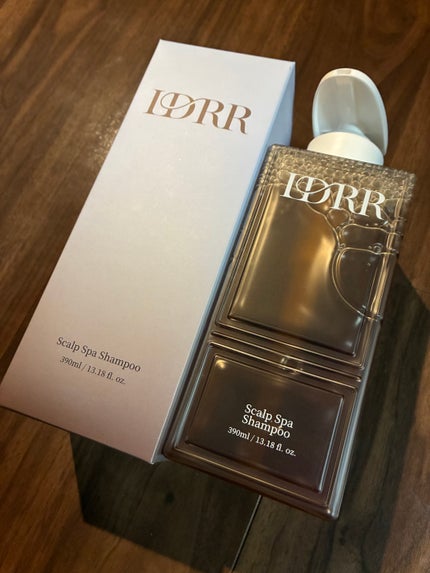 LDRR
Scalp Spa Shampoo
390ml / 13.18 fl. oz.
LDRR
Scalp Spa
Shampoo
390ml / 13.18 fl. oz.